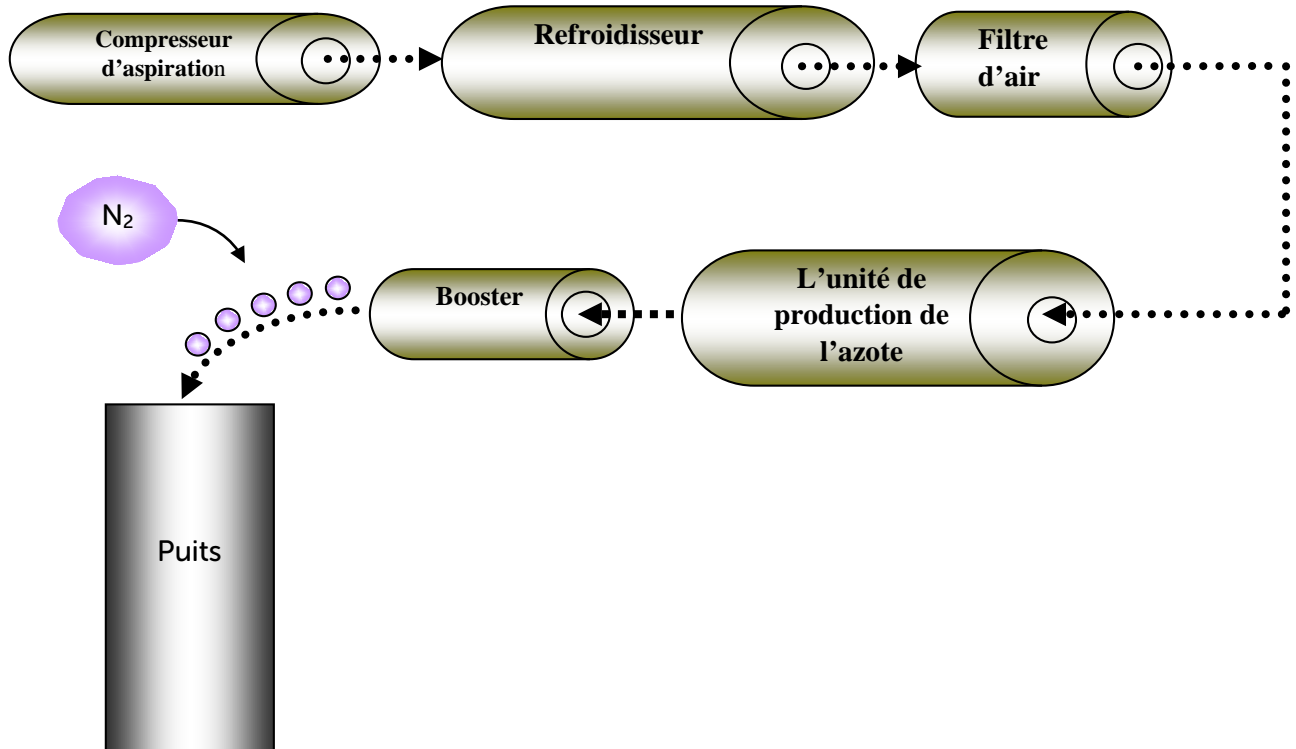 Compresseur
d'aspiration
Refroidisseur
Filtre
d'air
N₂
Booster
L'unité de
production de
l'azote
Puits